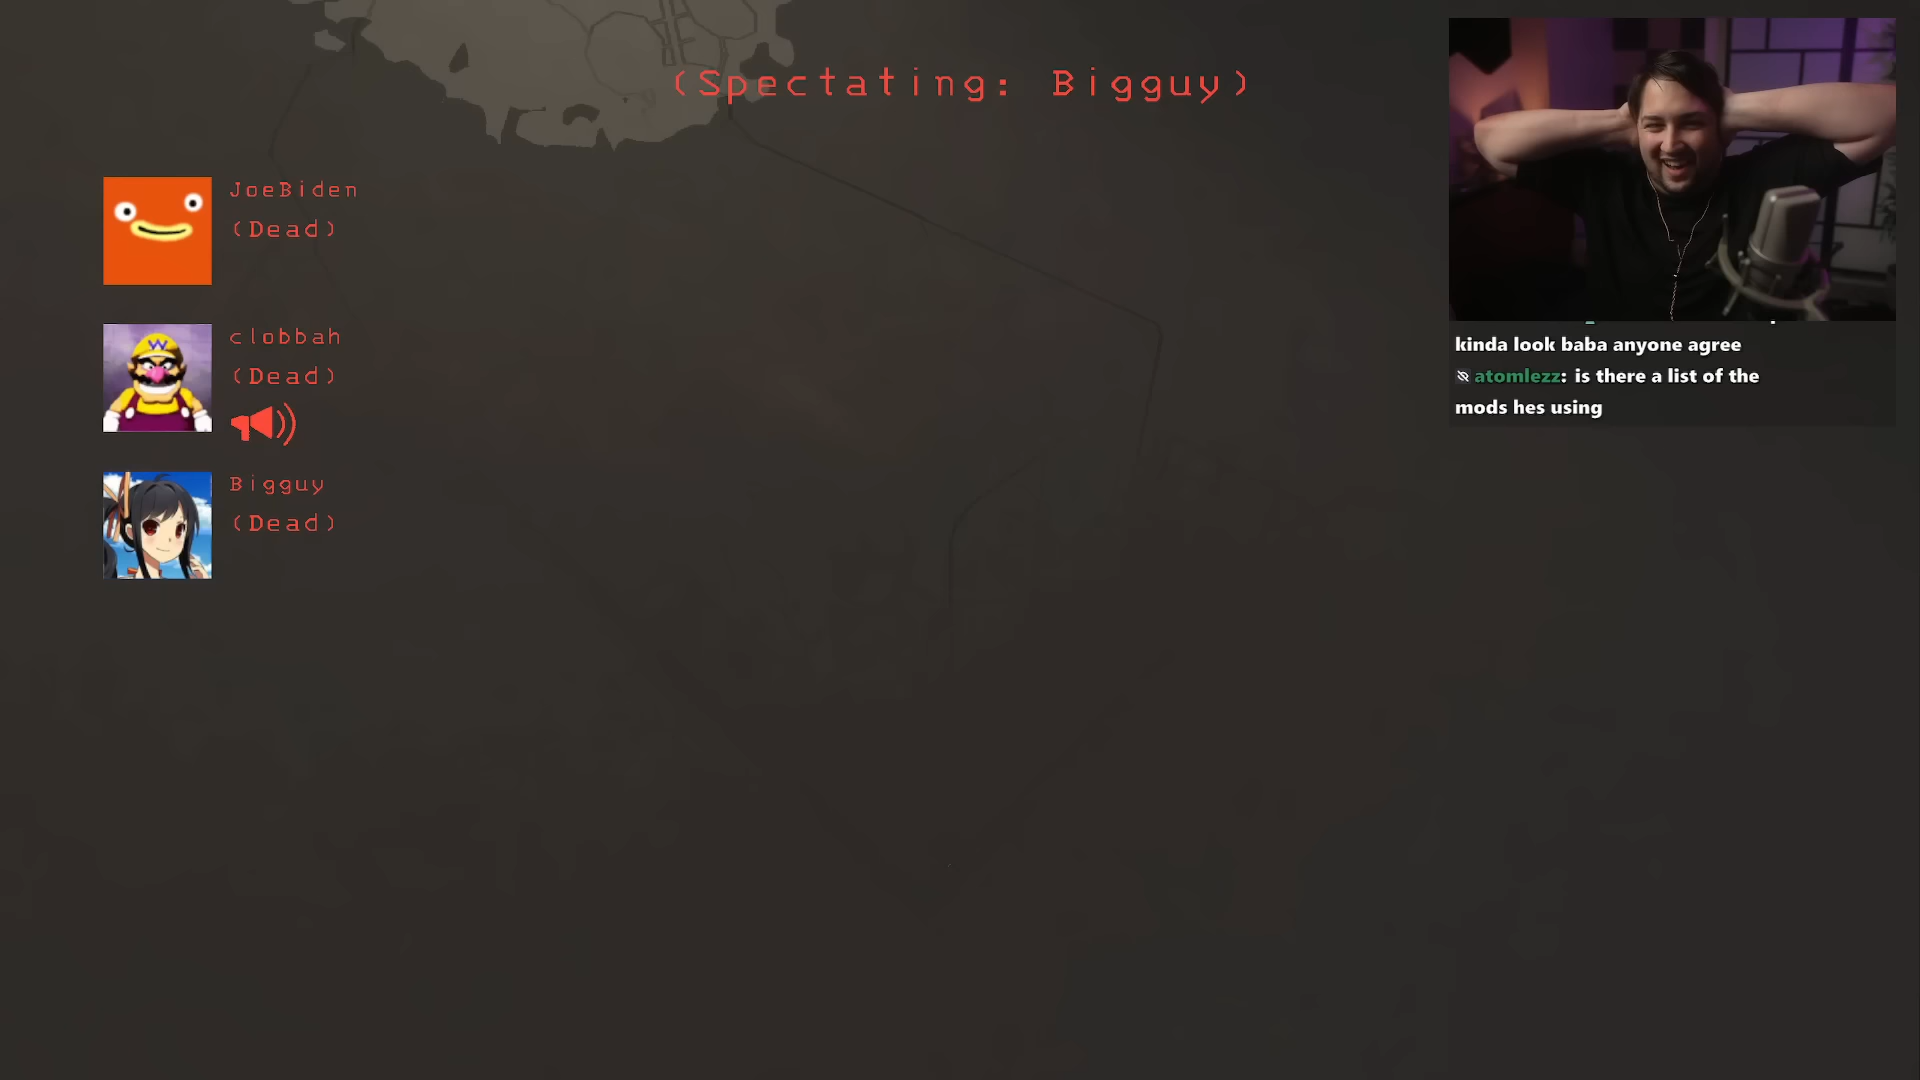 (Spectating: Bigguy)
JoeBiden
(Dead)
clobbah
(Dead)
Bigguy
(Dead)
kinda look baba anyone agree
atomlezz: is there a list of the
mods hes using